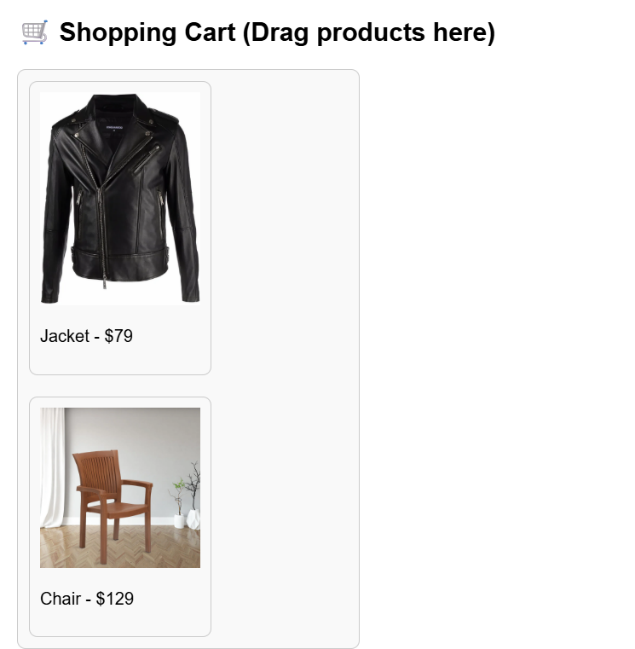 Shopping Cart (Drag products here)
Jacket - $79
Chair - $129